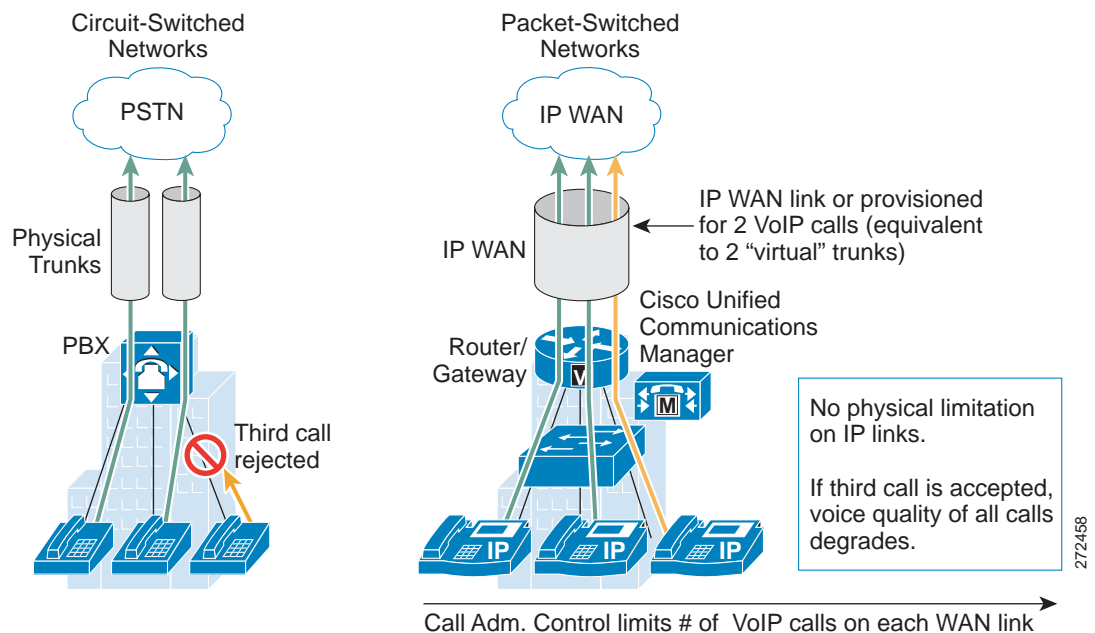 Circuit-Switched
Networks
PSTN
Physical
Trunks
PBX
Third call
rejected
Packet-Switched
Networks
IP WAN
IP WAN link or provisioned
for 2 VoIP calls (equivalent
to 2 “virtual” trunks)
IP WAN
Cisco Unified
Communications
Manager
Router/
Gateway
V
M
IP
IP
IP
No physical limitation
on IP links.
If third call is accepted,
voice quality of all calls
degrades.
272458
Call Adm. Control limits # of VoIP calls on each WAN link